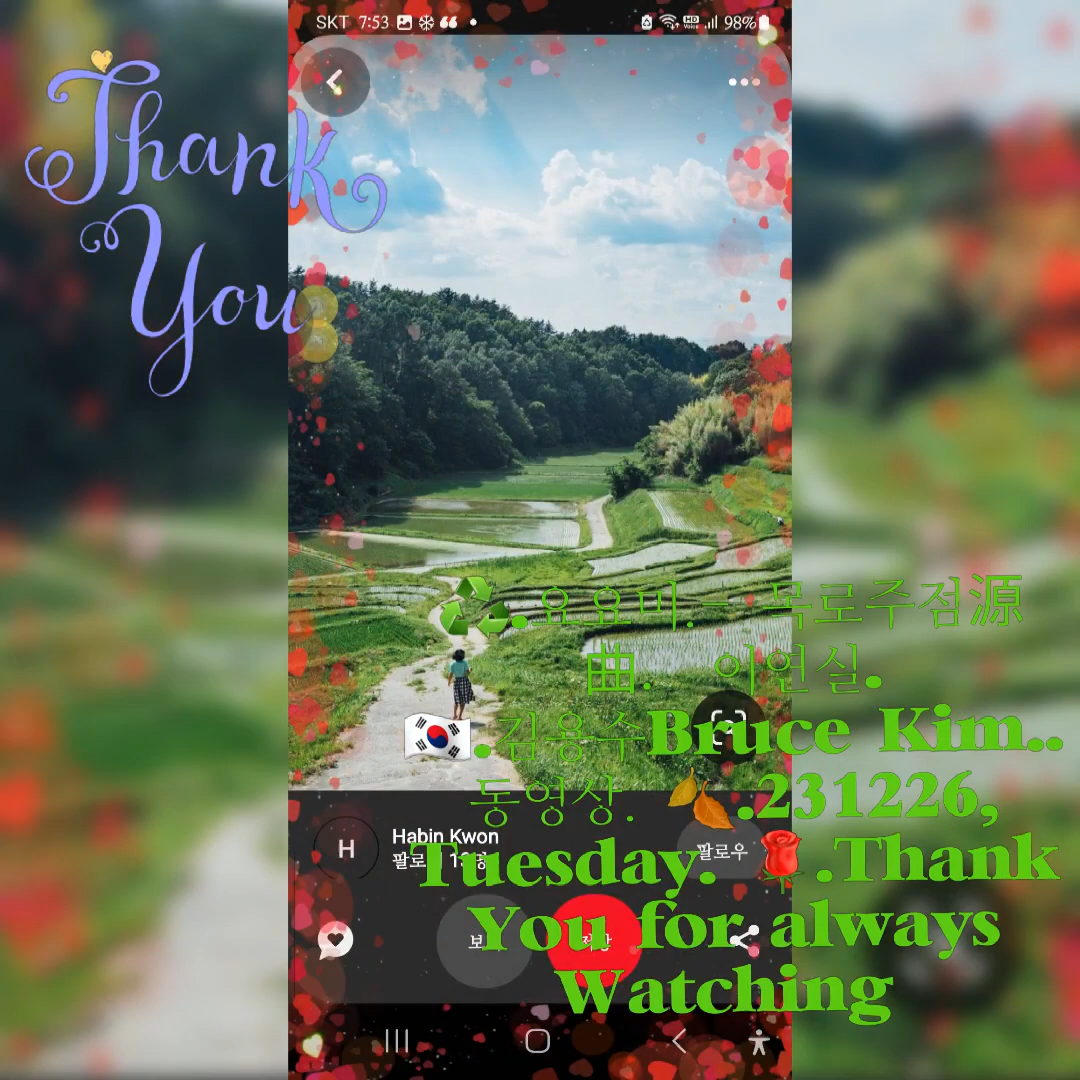 SKT 7:53
98%
Thank
You
♻️.요요미. - 목로주점源
曲. 이연실.
🇰🇷.김용수Bruce Kim..
동영상. 🍂.231226,
Habin Kwon
팔로우
Tuesday. 🌹.Thank
You for always
Watching